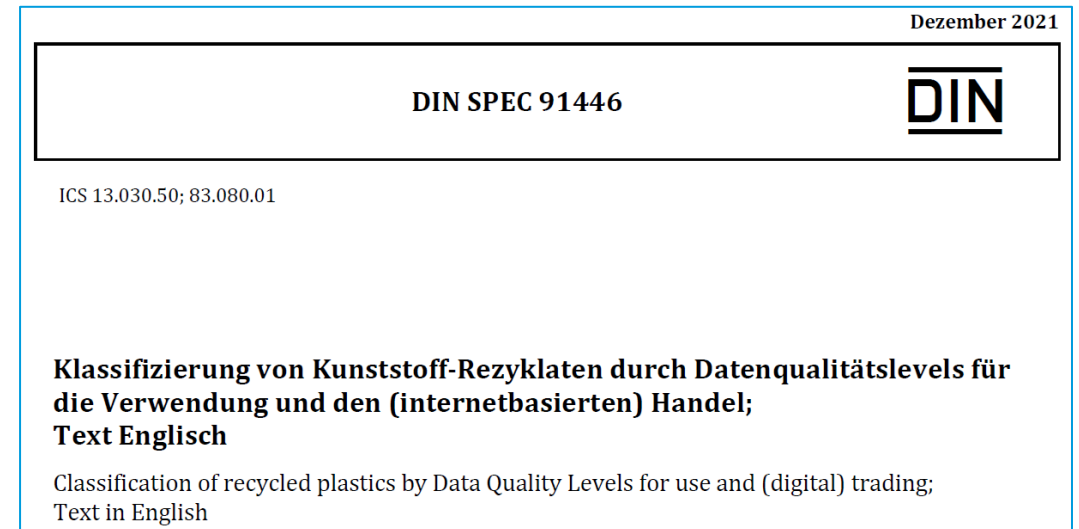 Dezember 2021
DIN SPEC 91446
DIN
ICS 13.030.50; 83.080.01
Klassifizierung von Kunststoff-Rezyklaten durch Datenqualitätslevels für
die Verwendung und den (internetbasierten) Handel;
Text Englisch
Classification of recycled plastics by Data Quality Levels for use and (digital) trading;
Text in English